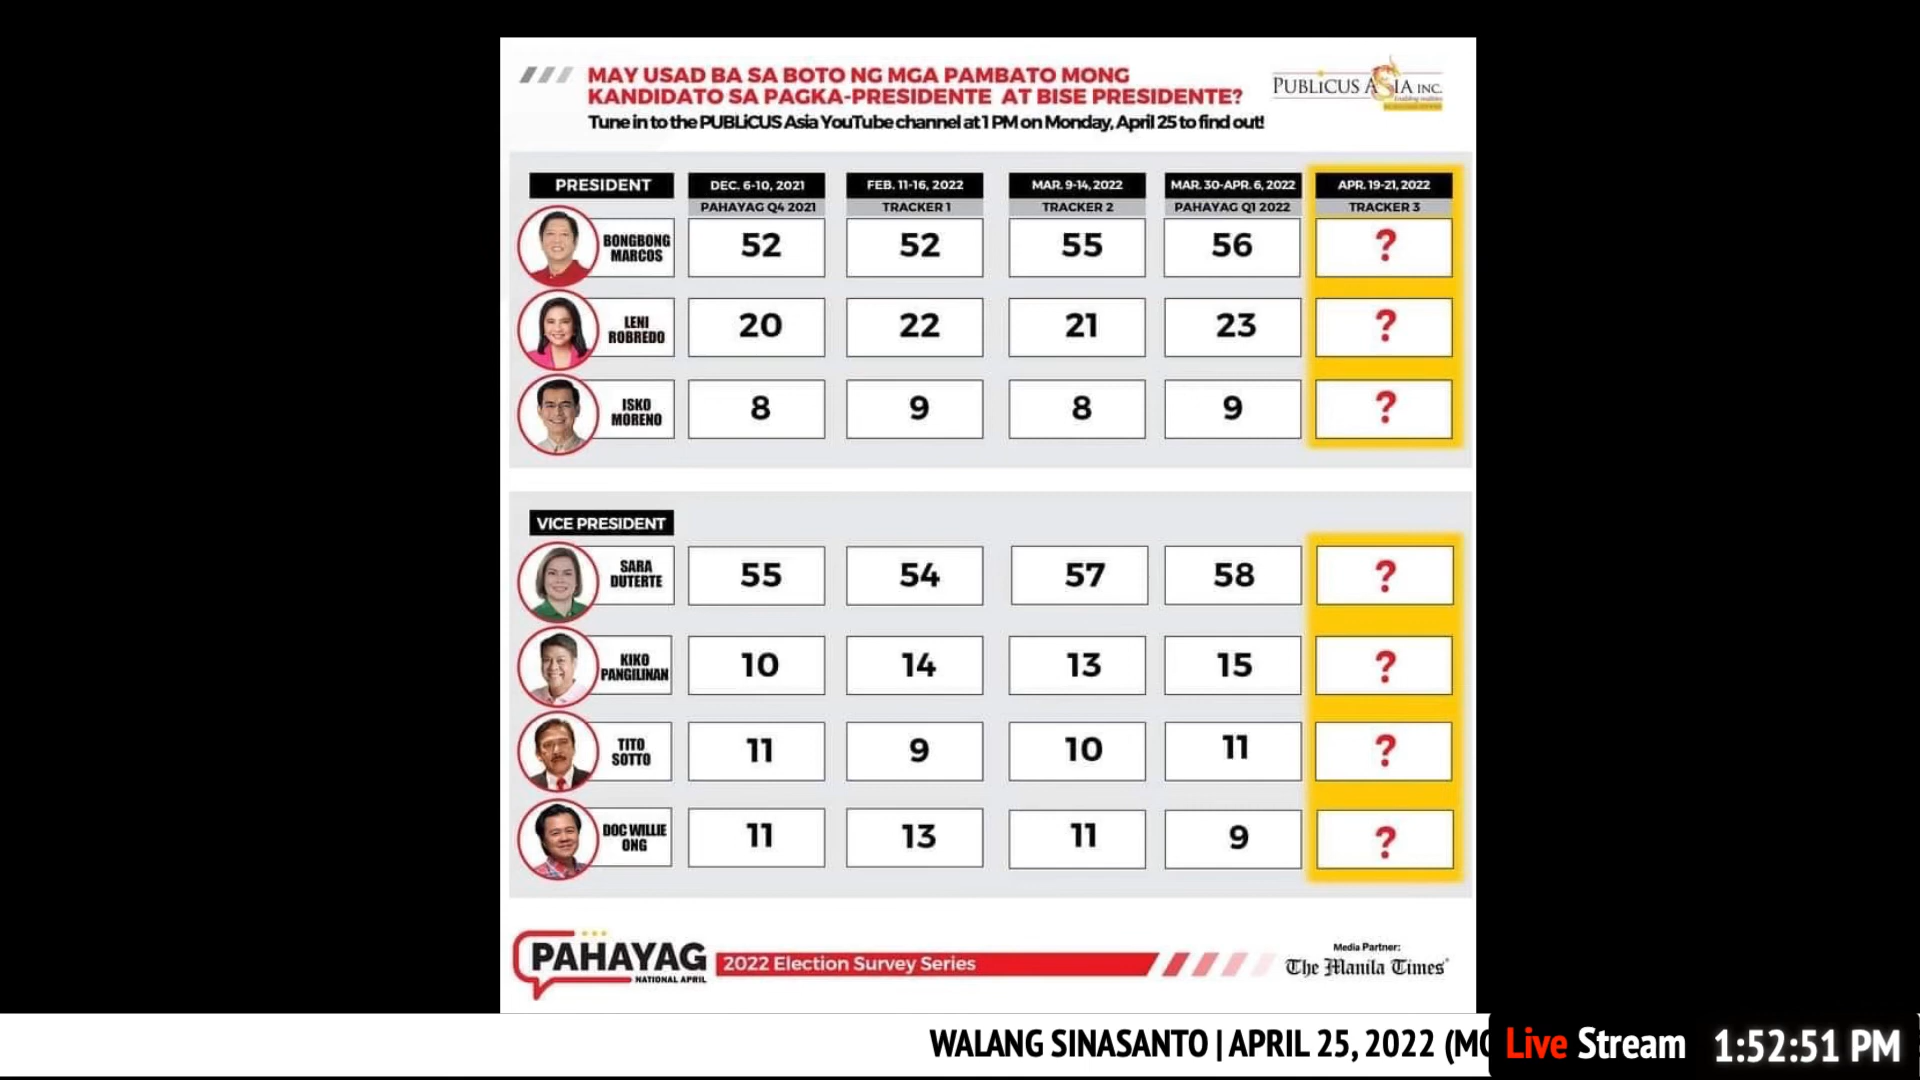 MAY USAD BA SA BOTO NG MGA PAMBATO MONG
KANDIDATO SA PAGKA-PRESIDENTE AT BISE PRESIDENTE?
Tune in to the PUBLiCUS Asia YouTube channel at 1 PM on Monday, April 25 to find out!
PUBLiCUS ASIA INC.
Enabling realities
PRESIDENT
DEC. 6-10, 2021
FEB. 11-16, 2022
MAR. 9-14, 2022
MAR. 30-APR. 6, 2022
APR. 19-21, 2022
PAHAYAG Q4 2021
TRACKER 1
TRACKER 2
PAHAYAG Q1 2022
TRACKER 3
BONGBONG
MARCOS
52
52
55
56
?
LENI
ROBREDO
20
22
21
23
?
ISKO
MORENO
8
9
8
9
?
VICE PRESIDENT
SARA
DUTERTE
55
54
57
58
?
KIKO
PANGILINAN
10
14
13
15
?
TITO
SOTTO
11
9
10
11
?
DOC WILLIE
ONG
11
13
11
9
?
PAHAYAG
NATIONAL APRIL
2022 Election Survey Series
Media Partner:
The Manila Times
WALANG SINASANTO | APRIL 25, 2022 (MO
Live Stream
1:52:51 PM